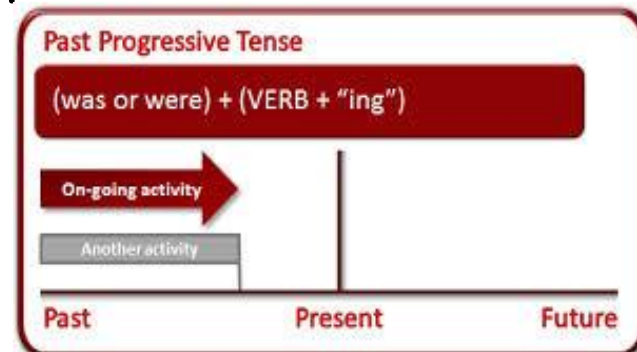 Past Progressive Tense
(was or were) + (VERB + “ing”)
On-going activity
Another activity
Past Present Future